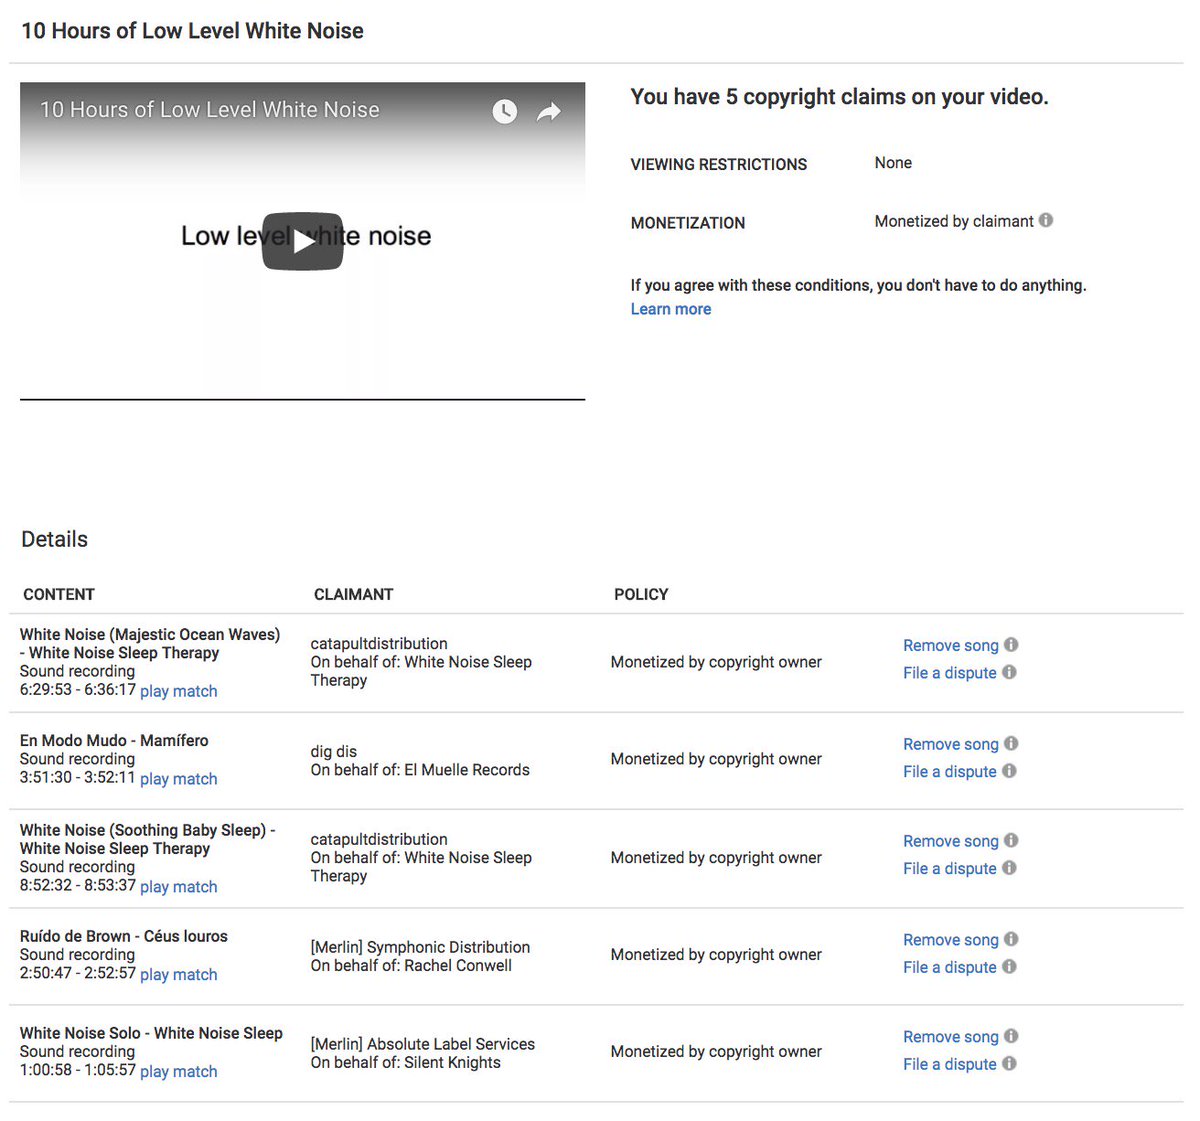 10 Hours of Low Level White Noise
10 Hours of Low Level White Noise
Low level white noise
You have 5 copyright claims on your video.
VIEWING RESTRICTIONS None
MONETIZATION Monetized by claimant
If you agree with these conditions, you don't have to do anything.
Learn more
Details
CONTENT CLAIMANT POLICY
White Noise (Majestic Ocean Waves)
- White Noise Sleep Therapy
Sound recording
6:29:53 - 6:36:17 play match
catapultdistribution
On behalf of: White Noise Sleep
Therapy
Monetized by copyright owner
Remove song
File a dispute
En Modo Mudo - Mamífero
Sound recording
3:51:30 - 3:52:11 play match
dig dis
On behalf of: El Muelle Records
Monetized by copyright owner
Remove song
File a dispute
White Noise (Soothing Baby Sleep) -
White Noise Sleep Therapy
Sound recording
8:52:32 - 8:53:37 play match
catapultdistribution
On behalf of: White Noise Sleep
Therapy
Monetized by copyright owner
Remove song
File a dispute
Ruído de Brown - Céus louros
Sound recording
2:50:47 - 2:52:57 play match
[Merlin] Symphonic Distribution
On behalf of: Rachel Conwell
Monetized by copyright owner
Remove song
File a dispute
White Noise Solo - White Noise Sleep
Sound recording
1:00:58 - 1:05:57 play match
[Merlin] Absolute Label Services
On behalf of: Silent Knights
Monetized by copyright owner
Remove song
File a dispute